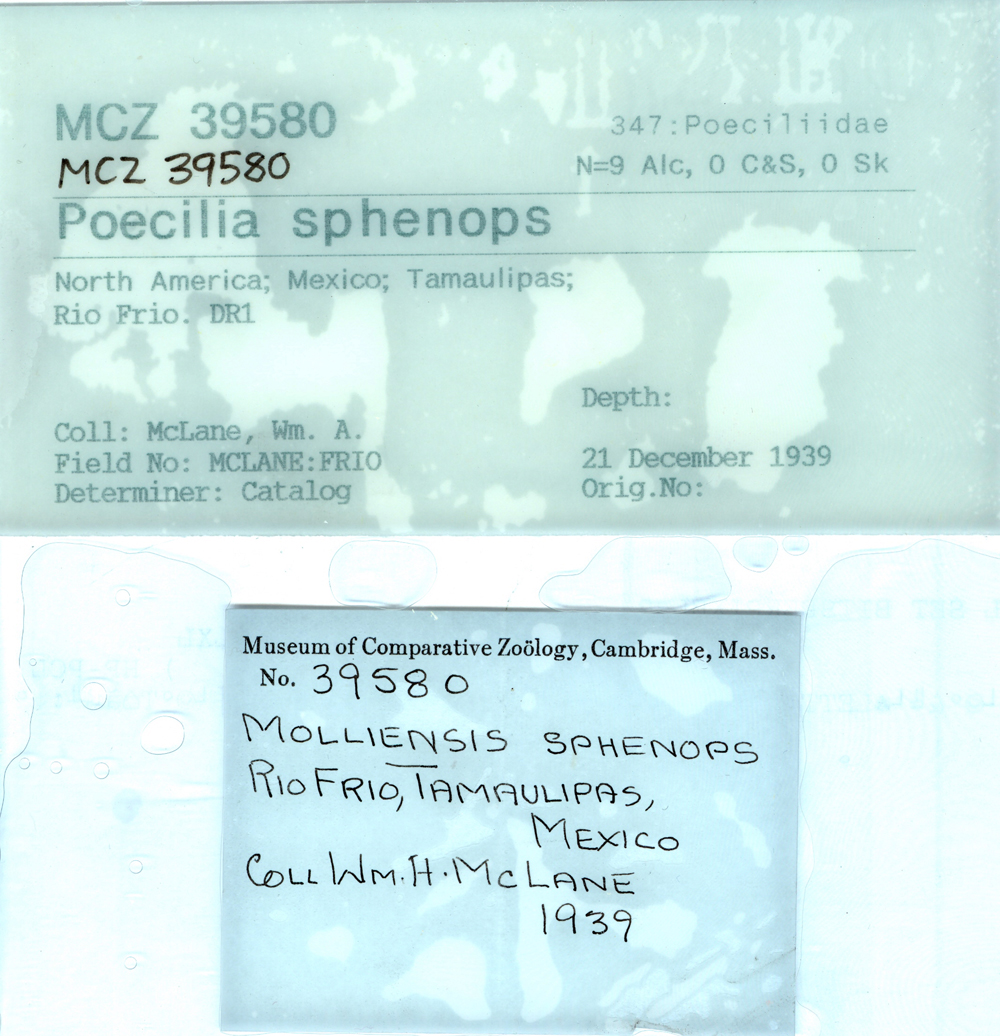 MCZ 39580
347:Poeciliidae
MCZ 39580
N=9 Alc, 0 C&S, 0 Sk
Poecilia sphenops
North America; Mexico; Tamaulipas;
Rio Frio. DR1
Depth:
Coll: McLane, Wm. A.
Field No: MCLANE:FRIO
21 December 1939
Determiner: Catalog
Orig.No:
Museum of Comparative Zoölogy, Cambridge, Mass.
No. 39580
MOLLIENSIS SPHENOPS
RIO FRIO, TAMAULIPAS,
MEXICO
COLL WM. H. MCLANE
1939